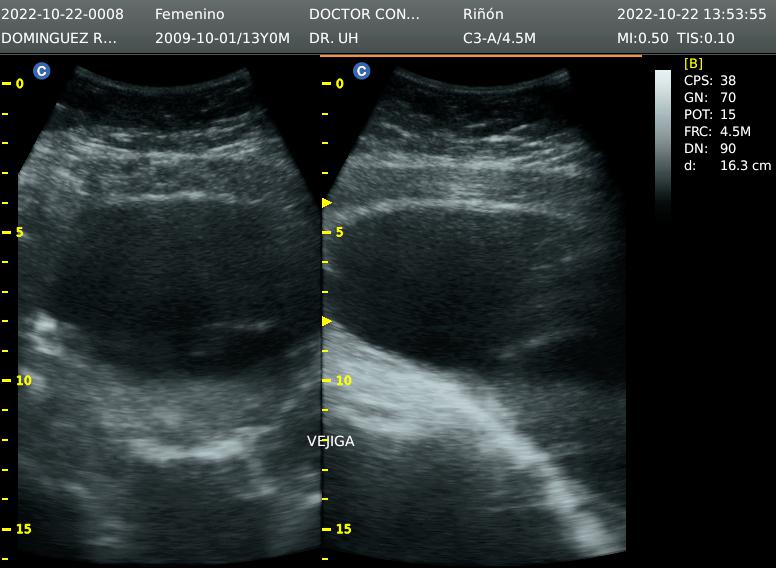 2022-10-22-0008 Femenino DOCTOR CON... Riñón 2022-10-22 13:53:55
DOMINGUEZ R... 2009-10-01/13Y0M DR. UH C3-A/4.5M MI:0.50 TIS:0.10
C C
[B]
0 0
CPS: 38
GN: 70
POT: 15
FRC: 4.5M
DN: 90
d: 16.3 cm
5 5
10 10
VEJIGA
15 15